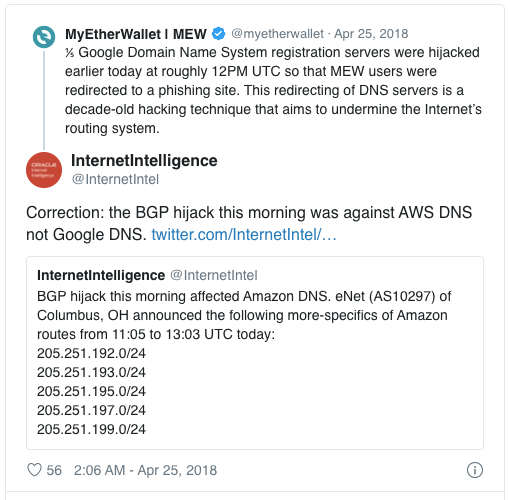 MyEtherWallet | MEW @myetherwallet · Apr 25, 2018
⅕ Google Domain Name System registration servers were hijacked
earlier today at roughly 12PM UTC so that MEW users were
redirected to a phishing site. This redirecting of DNS servers is a
decade-old hacking technique that aims to undermine the Internet's
routing system.
ORACLE
Internet
Intelligence
InternetIntelligence
@InternetIntel
Correction: the BGP hijack this morning was against AWS DNS
not Google DNS. twitter.com/InternetIntel/…
InternetIntelligence @InternetIntel
BGP hijack this morning affected Amazon DNS. eNet (AS10297) of
Columbus, OH announced the following more-specifics of Amazon
routes from 11:05 to 13:03 UTC today:
205.251.192.0/24
205.251.193.0/24
205.251.195.0/24
205.251.197.0/24
205.251.199.0/24
56 2:06 AM - Apr 25, 2018